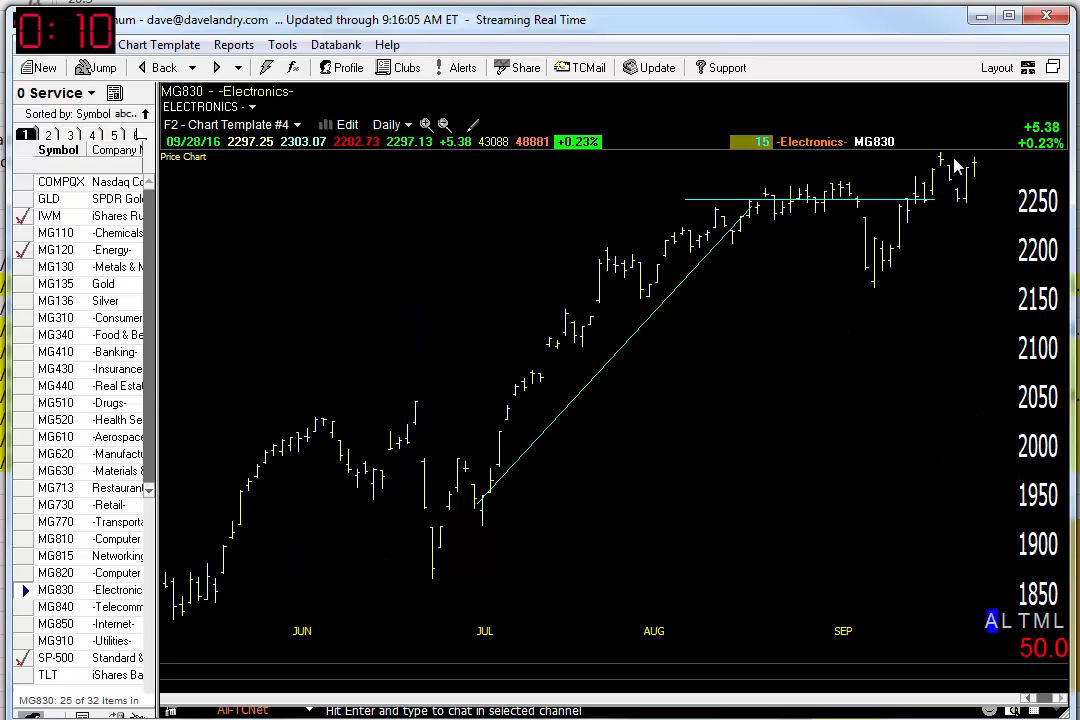 0:10
num - dave@davelandry.com ... Updated through 9:16:05 AM ET - Streaming Real Time
Chart Template Reports Tools Databank Help
New Jump Back Profile Clubs Alerts Share TCMail Update Support Layout
0 Service
Sorted by: Symbol abc..
1 2 3 4 5
Symbol Company N
COMPQX Nasdaq Co
GLD SPDR Gol
IWM iShares Ru
MG110 -Chemicals
MG120 -Energy-
MG130 -Metals & M
MG135 Gold
MG136 Silver
MG310 -Consumer
MG340 -Food & Be
MG410 -Banking-
MG430 -Insurance
MG440 -Real Esta
MG510 -Drugs-
MG520 -Health Se
MG610 -Aerospac
MG620 -Manufactu
MG630 -Materials &
MG713 Restaurant
MG730 -Retail-
MG770 -Transporta
MG810 -Computer
MG815 Networking
MG820 -Computer
MG830 -Electronic
MG840 -Telecomm
MG850 -Internet-
MG910 -Utilities-
SP-500 Standard &
TLT iShares Ba
MG830: 25 of 32 Items in
MG830 - -Electronics-
ELECTRONICS -
F2 - Chart Template #4 Edit Daily
09/28/16 2297.25 2303.07 2282.73 2297.13 +5.38 43088 48881 +0.23% 15 -Electronics- MG830
+5.38
+0.23%
Price Chart
2250
2200
2150
2100
2050
2000
1950
1900
1850
JUN JUL AUG SEP
A L T M L
50.0
All-TCNet Hit Enter and type to chat in selected channel